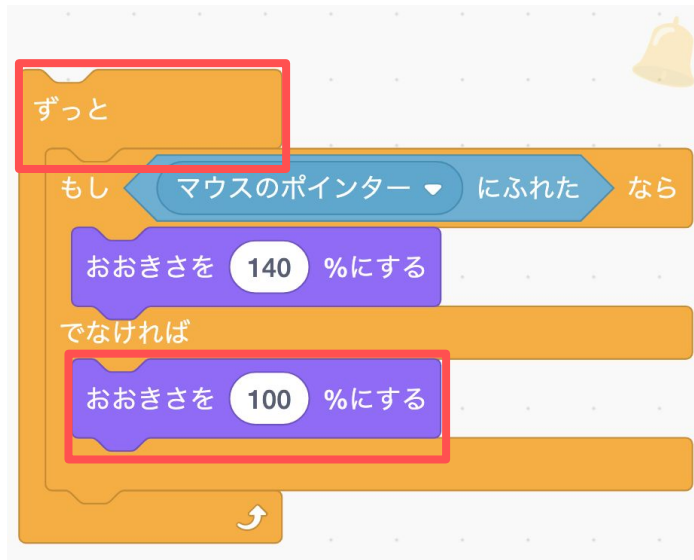 ずっと
もし マウスのポインター にふれた なら
おおきさを 140 %にする
でなければ
おおきさを 100 %にする